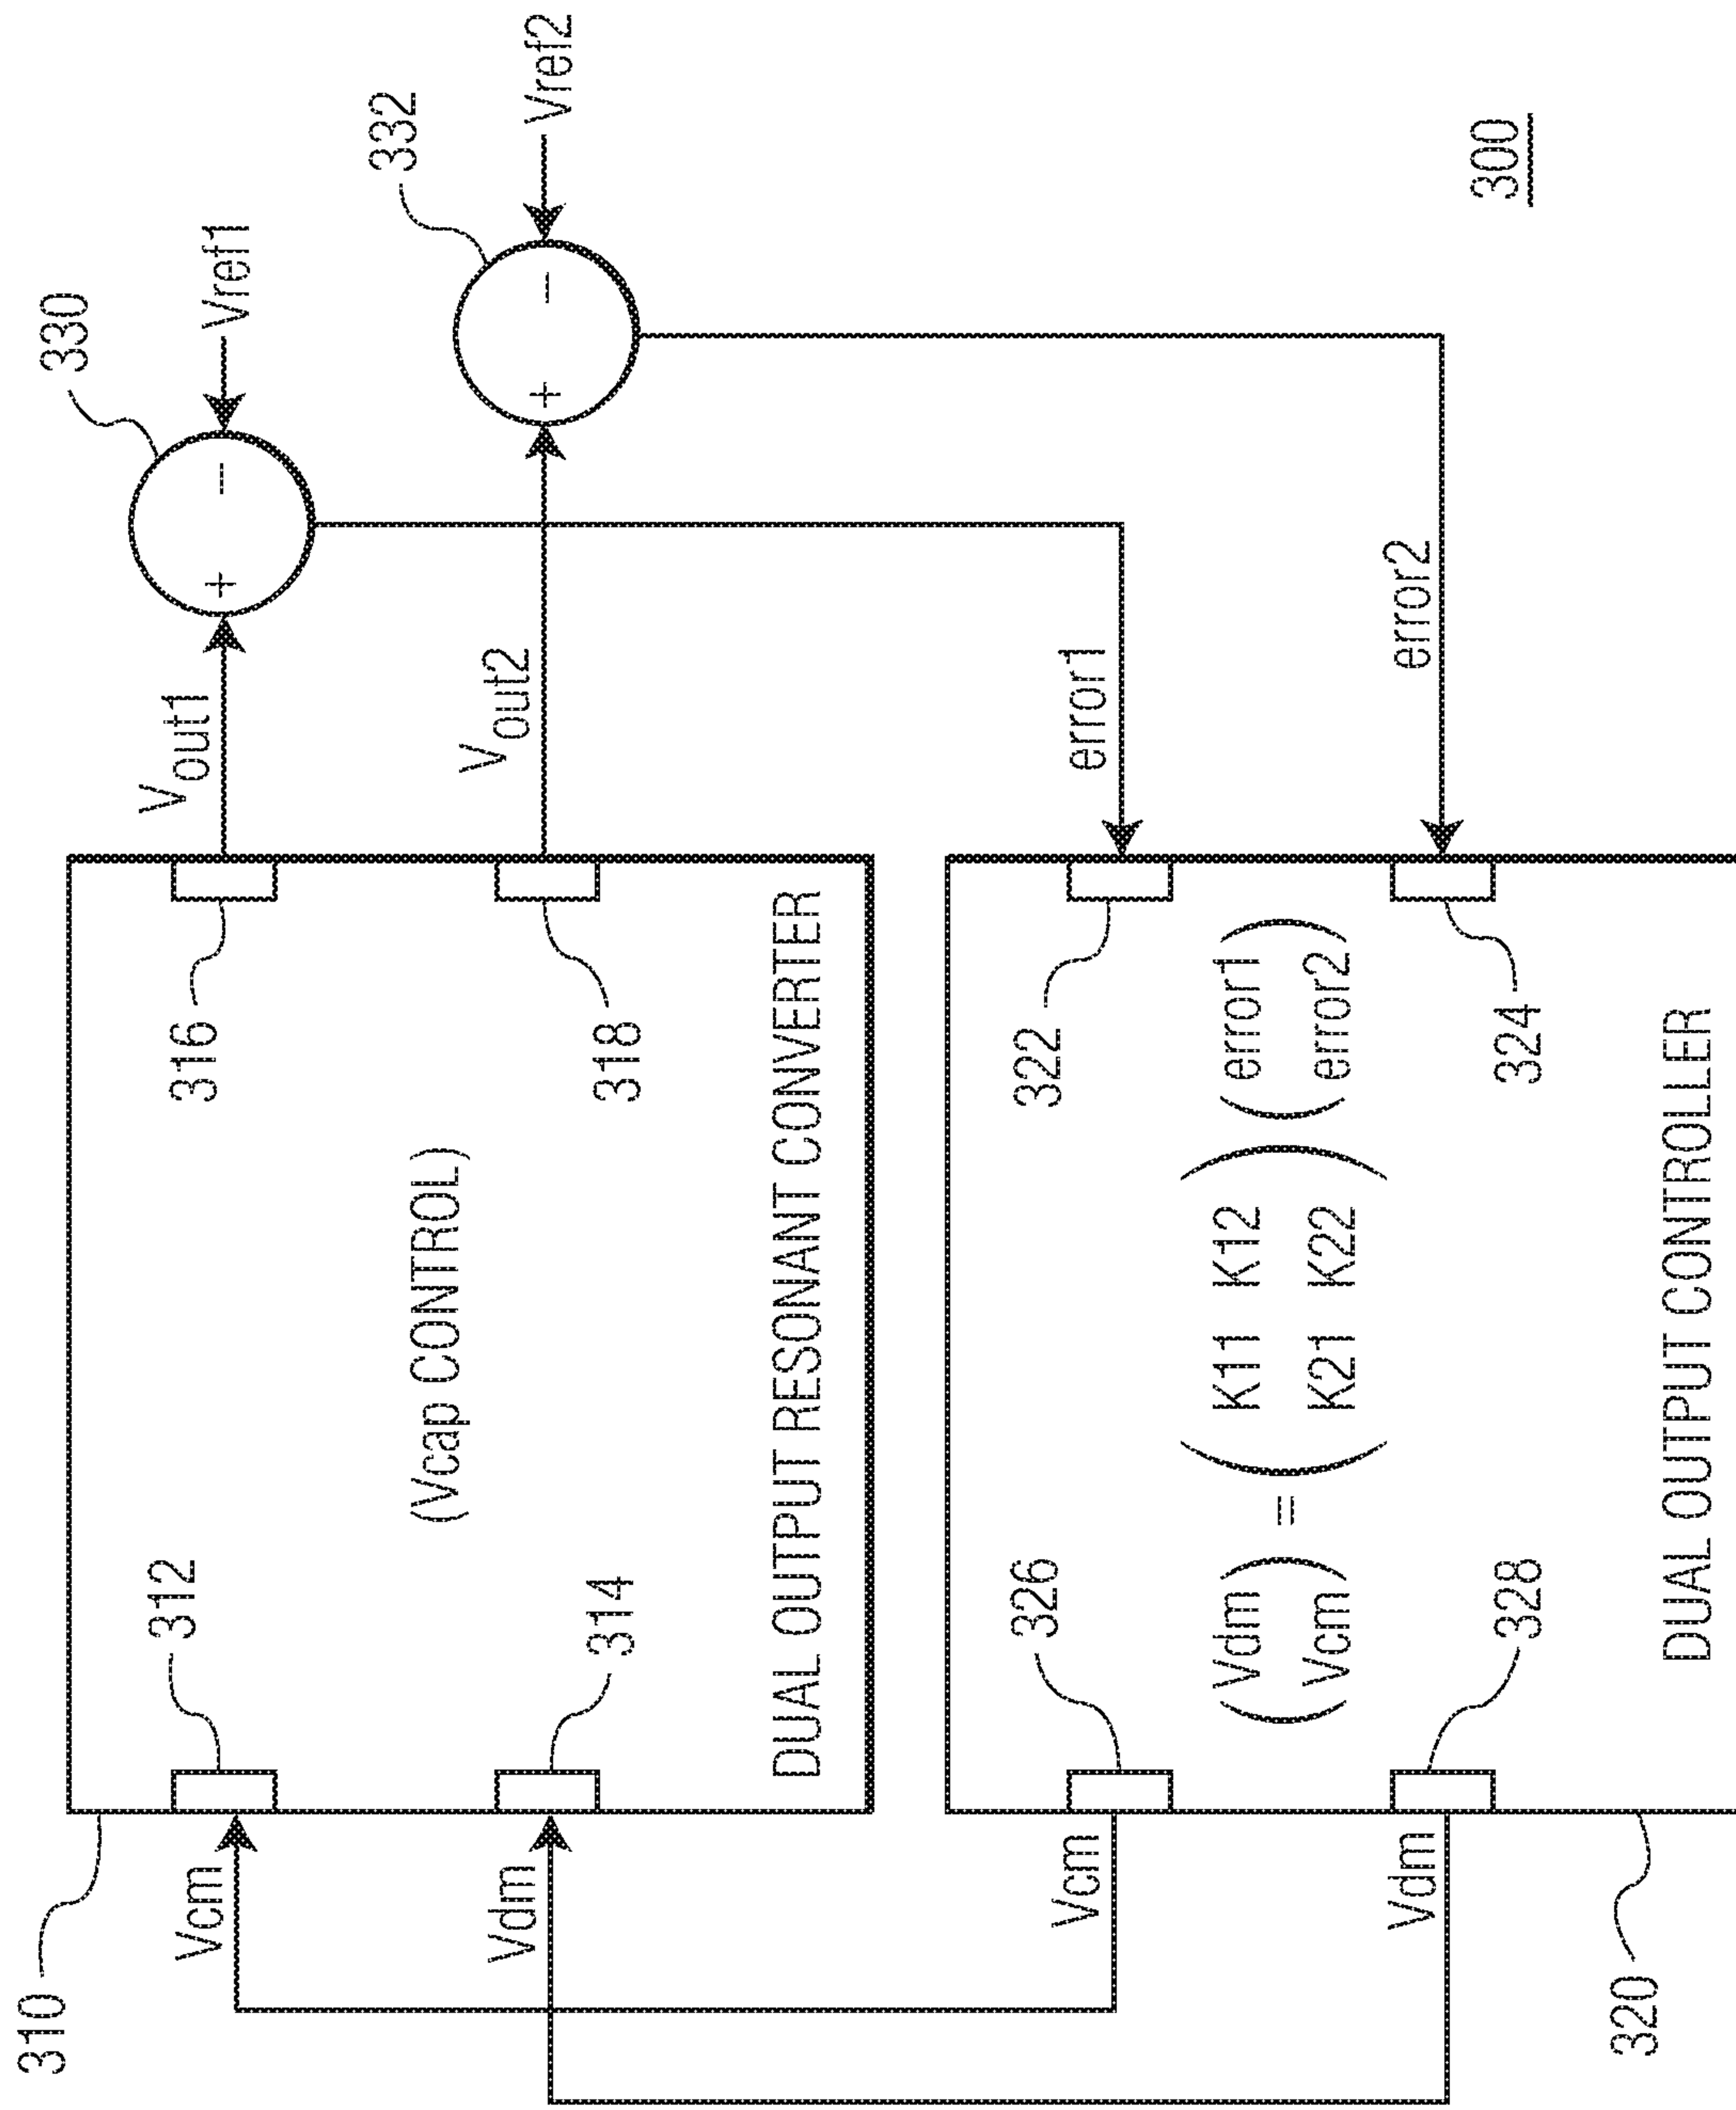 310
312
316
330
Vcm
V out1
Vref1
(Vcap CONTROL)
332
Vdm
314
318
V out2
Vref2
DUAL OUTPUT RESONANT CONVERTER
326
322
Vcm
error1
(Vdm) = (K11 K12) (error1)
(Vcm) (K21 K22) (error2)
Vdm
328
324
error2
320
DUAL OUTPUT CONTROLLER
300